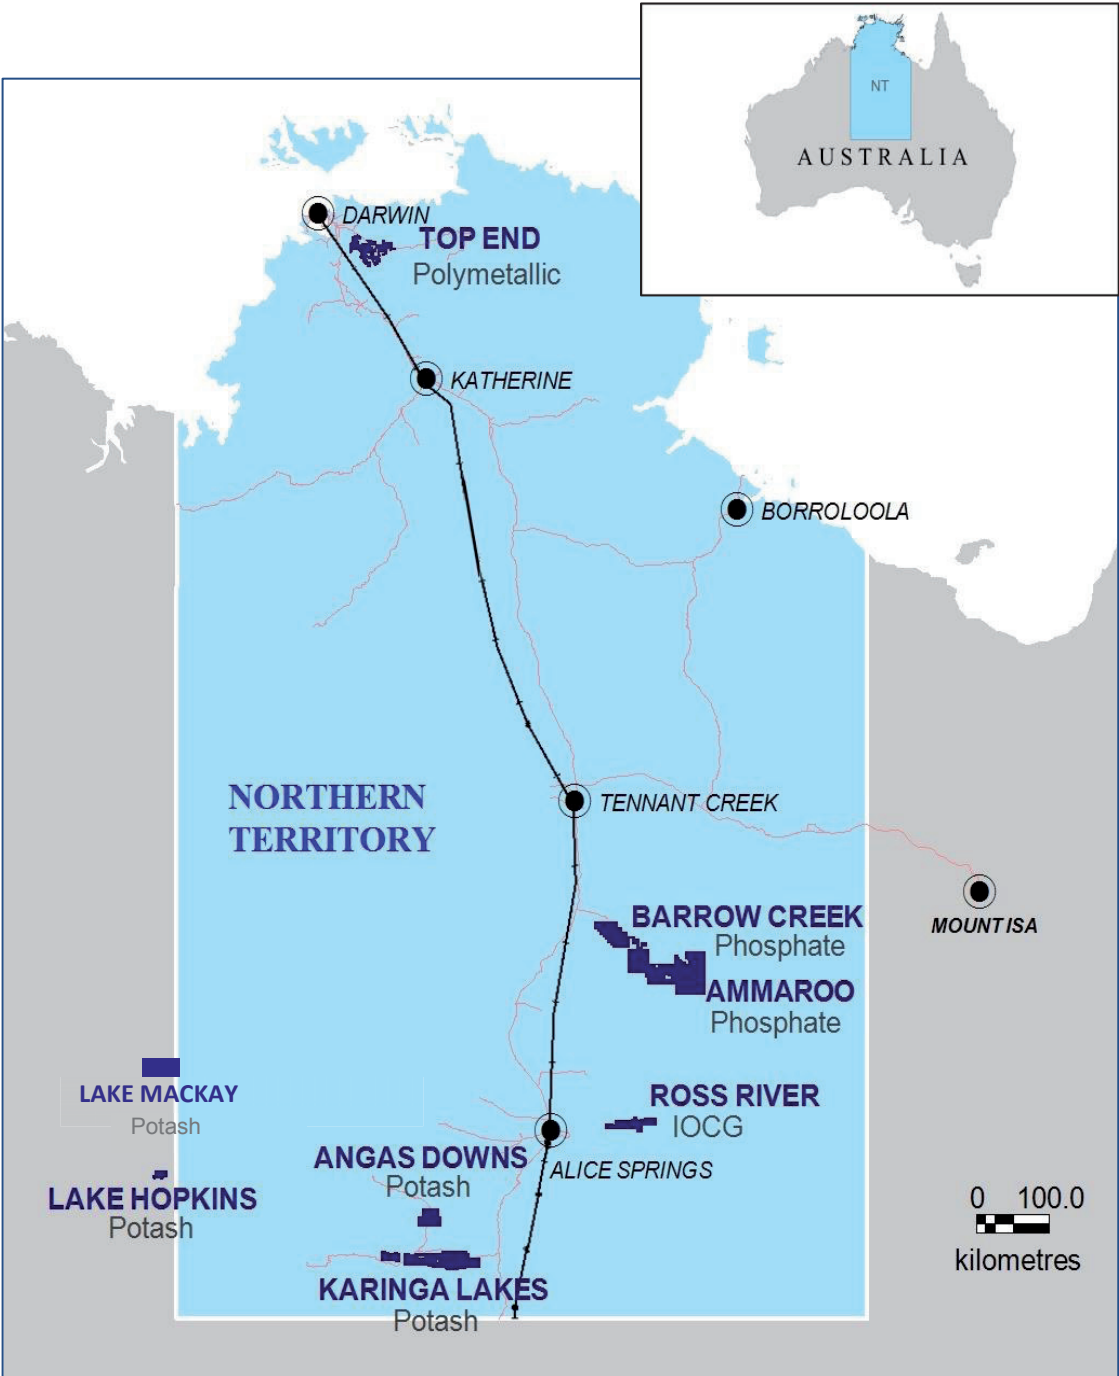 NT
AUSTRALIA
DARWIN
TOP END
Polymetallic
KATHERINE
BORROLOOLA
NORTHERN
TERRITORY
TENNANT CREEK
MOUNT ISA
BARROW CREEK
Phosphate
AMMAROO
Phosphate
LAKE MACKAY
Potash
ROSS RIVER
IOCG
ANGAS DOWNS
Potash
ALICE SPRINGS
LAKE HOPKINS
Potash
0 100.0
kilometres
KARINGA LAKES
Potash